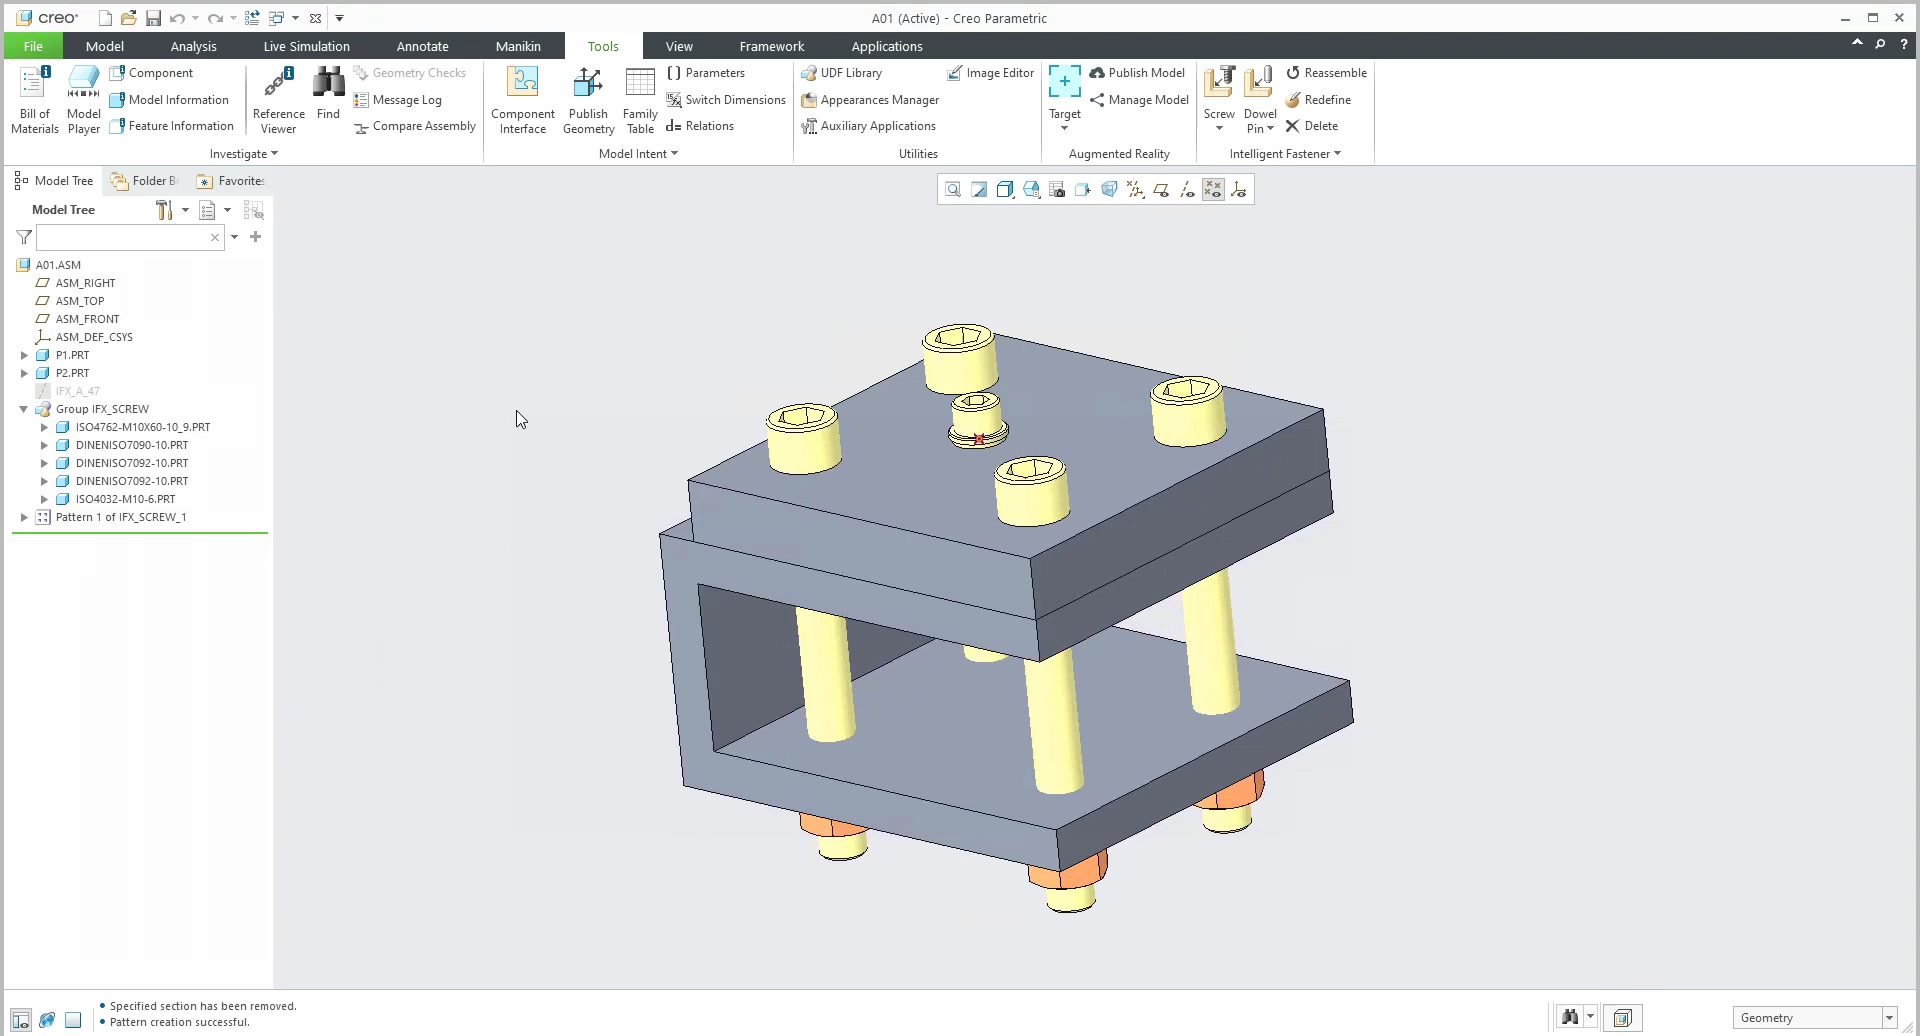 creo
A01 (Active) - Creo Parametric
File
Model
Analysis
Live Simulation
Annotate
Manikin
Tools
View
Framework
Applications
?
Bill of Materials
Model Player
Component
Model Information
Feature Information
Reference Viewer
Find
Geometry Checks
Message Log
Compare Assembly
Investigate
Component Interface
Publish Geometry
Family Table
Parameters
Switch Dimensions
d= Relations
Model Intent
UDF Library
Appearances Manager
Auxiliary Applications
Image Editor
Utilities
Target
Publish Model
Manage Model
Augmented Reality
Screw
Dowel Pin
Reassemble
Redefine
Delete
Intelligent Fastener
Model Tree
Folder Br
Favorites
Model Tree
A01.ASM
ASM_RIGHT
ASM_TOP
ASM_FRONT
ASM_DEF_CSYS
P1.PRT
P2.PRT
IFX_A_47
Group IFX_SCREW
ISO4762-M10X60-10_9.PRT
DINENISO7090-10.PRT
DINENISO7092-10.PRT
DINENISO7092-10.PRT
ISO4032-M10-6.PRT
Pattern 1 of IFX_SCREW_1
Specified section has been removed.
Pattern creation successful.
Geometry